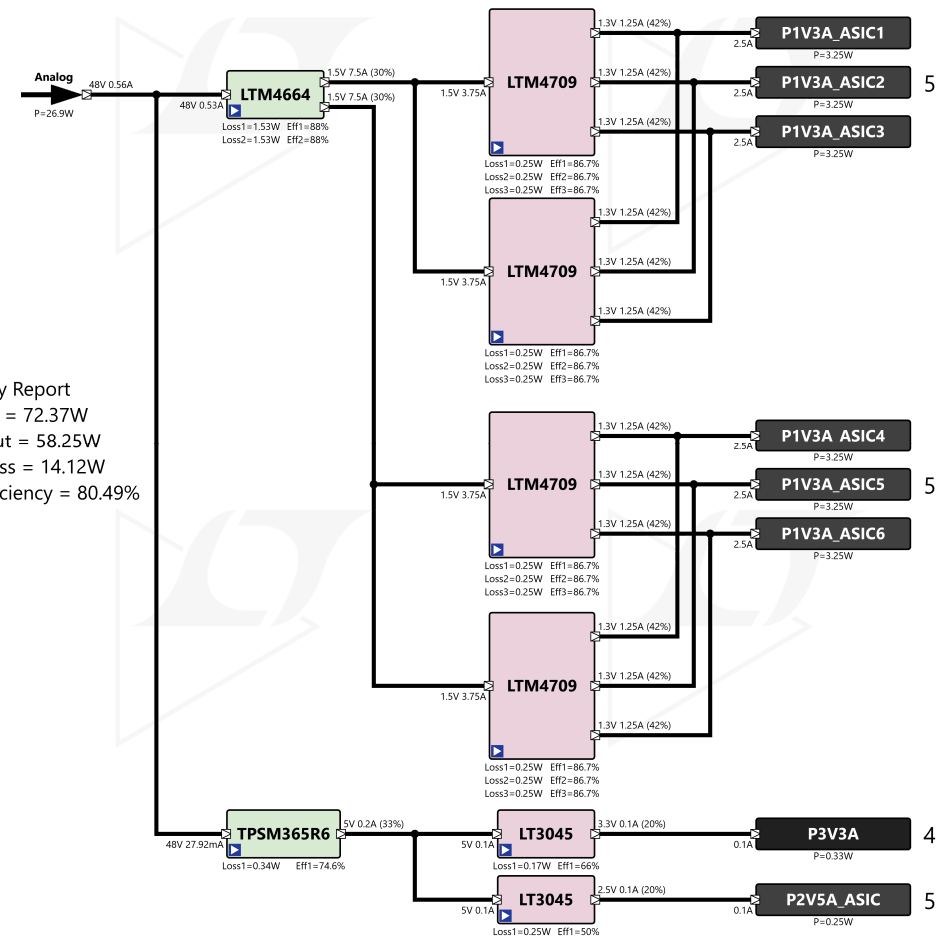 Analog
48V 0.56A
P=26.9W
48V 0.53A
LTM4664
Loss1=1.53W Eff1=88%
Loss2=1.53W Eff2=88%
1.5V 7.5A (30%)
1.5V 7.5A (30%)
1.5V 3.75A
LTM4709
Loss1=0.25W Eff1=86.7%
Loss2=0.25W Eff2=86.7%
Loss3=0.25W Eff3=86.7%
1.3V 1.25A (42%)
1.3V 1.25A (42%)
1.3V 1.25A (42%)
2.5A
P1V3A_ASIC1
P=3.25W
2.5A
P1V3A_ASIC2
5
P=3.25W
2.5A
P1V3A_ASIC3
P=3.25W
1.5V 3.75A
LTM4709
Loss1=0.25W Eff1=86.7%
Loss2=0.25W Eff2=86.7%
Loss3=0.25W Eff3=86.7%
1.3V 1.25A (42%)
1.3V 1.25A (42%)
1.3V 1.25A (42%)
y Report
= 72.37W
ut = 58.25W
ss = 14.12W
ciency = 80.49%
1.5V 3.75A
LTM4709
Loss1=0.25W Eff1=86.7%
Loss2=0.25W Eff2=86.7%
Loss3=0.25W Eff3=86.7%
1.3V 1.25A (42%)
1.3V 1.25A (42%)
1.3V 1.25A (42%)
2.5A
P1V3A_ASIC4
P=3.25W
2.5A
P1V3A_ASIC5
5
P=3.25W
2.5A
P1V3A_ASIC6
P=3.25W
1.5V 3.75A
LTM4709
Loss1=0.25W Eff1=86.7%
Loss2=0.25W Eff2=86.7%
Loss3=0.25W Eff3=86.7%
1.3V 1.25A (42%)
1.3V 1.25A (42%)
1.3V 1.25A (42%)
48V 27.92mA
TPSM365R6
Loss1=0.34W Eff1=74.6%
5V 0.2A (33%)
5V 0.1A
LT3045
Loss1=0.17W Eff1=66%
3.3V 0.1A (20%)
0.1A
P3V3A
4
P=0.33W
5V 0.1A
LT3045
Loss1=0.25W Eff1=50%
2.5V 0.1A (20%)
0.1A
P2V5A_ASIC
5
P=0.25W